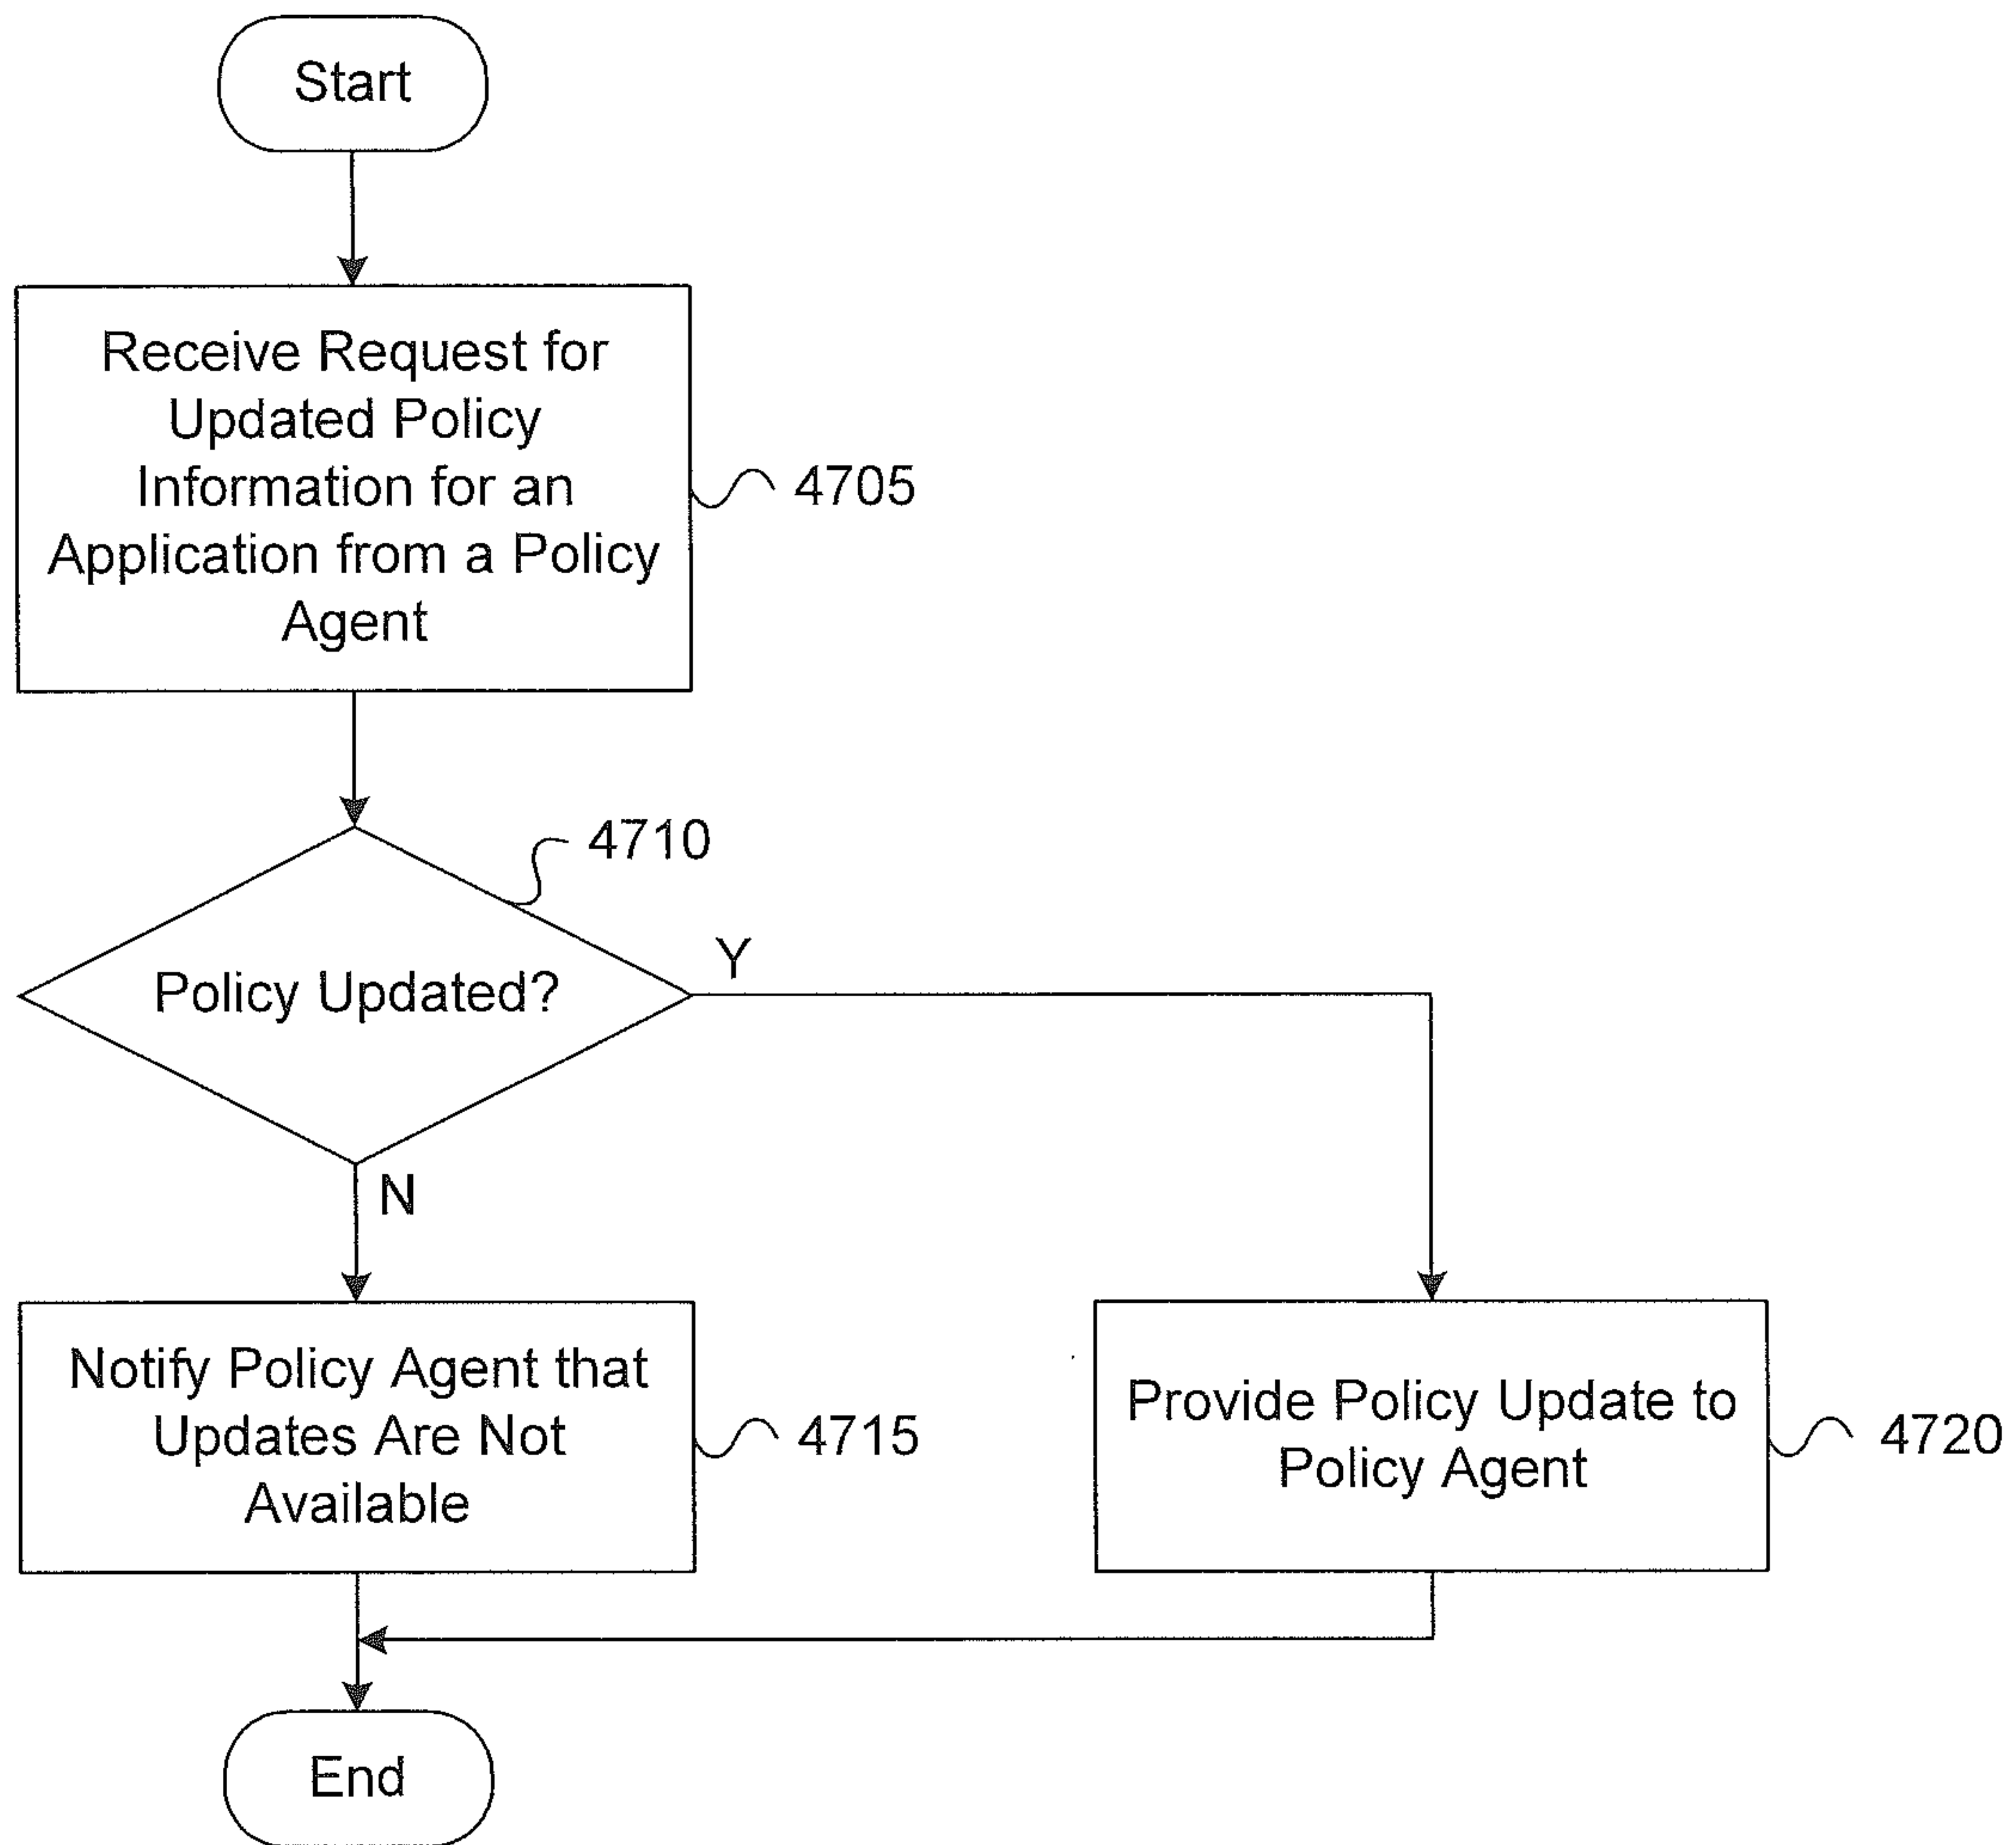 Start
Receive Request for
Updated Policy
Information for an
Application from a Policy
Agent
4705
4710
Policy Updated?
Y
N
Notify Policy Agent that
Updates Are Not
Available
4715
Provide Policy Update to
Policy Agent
4720
End